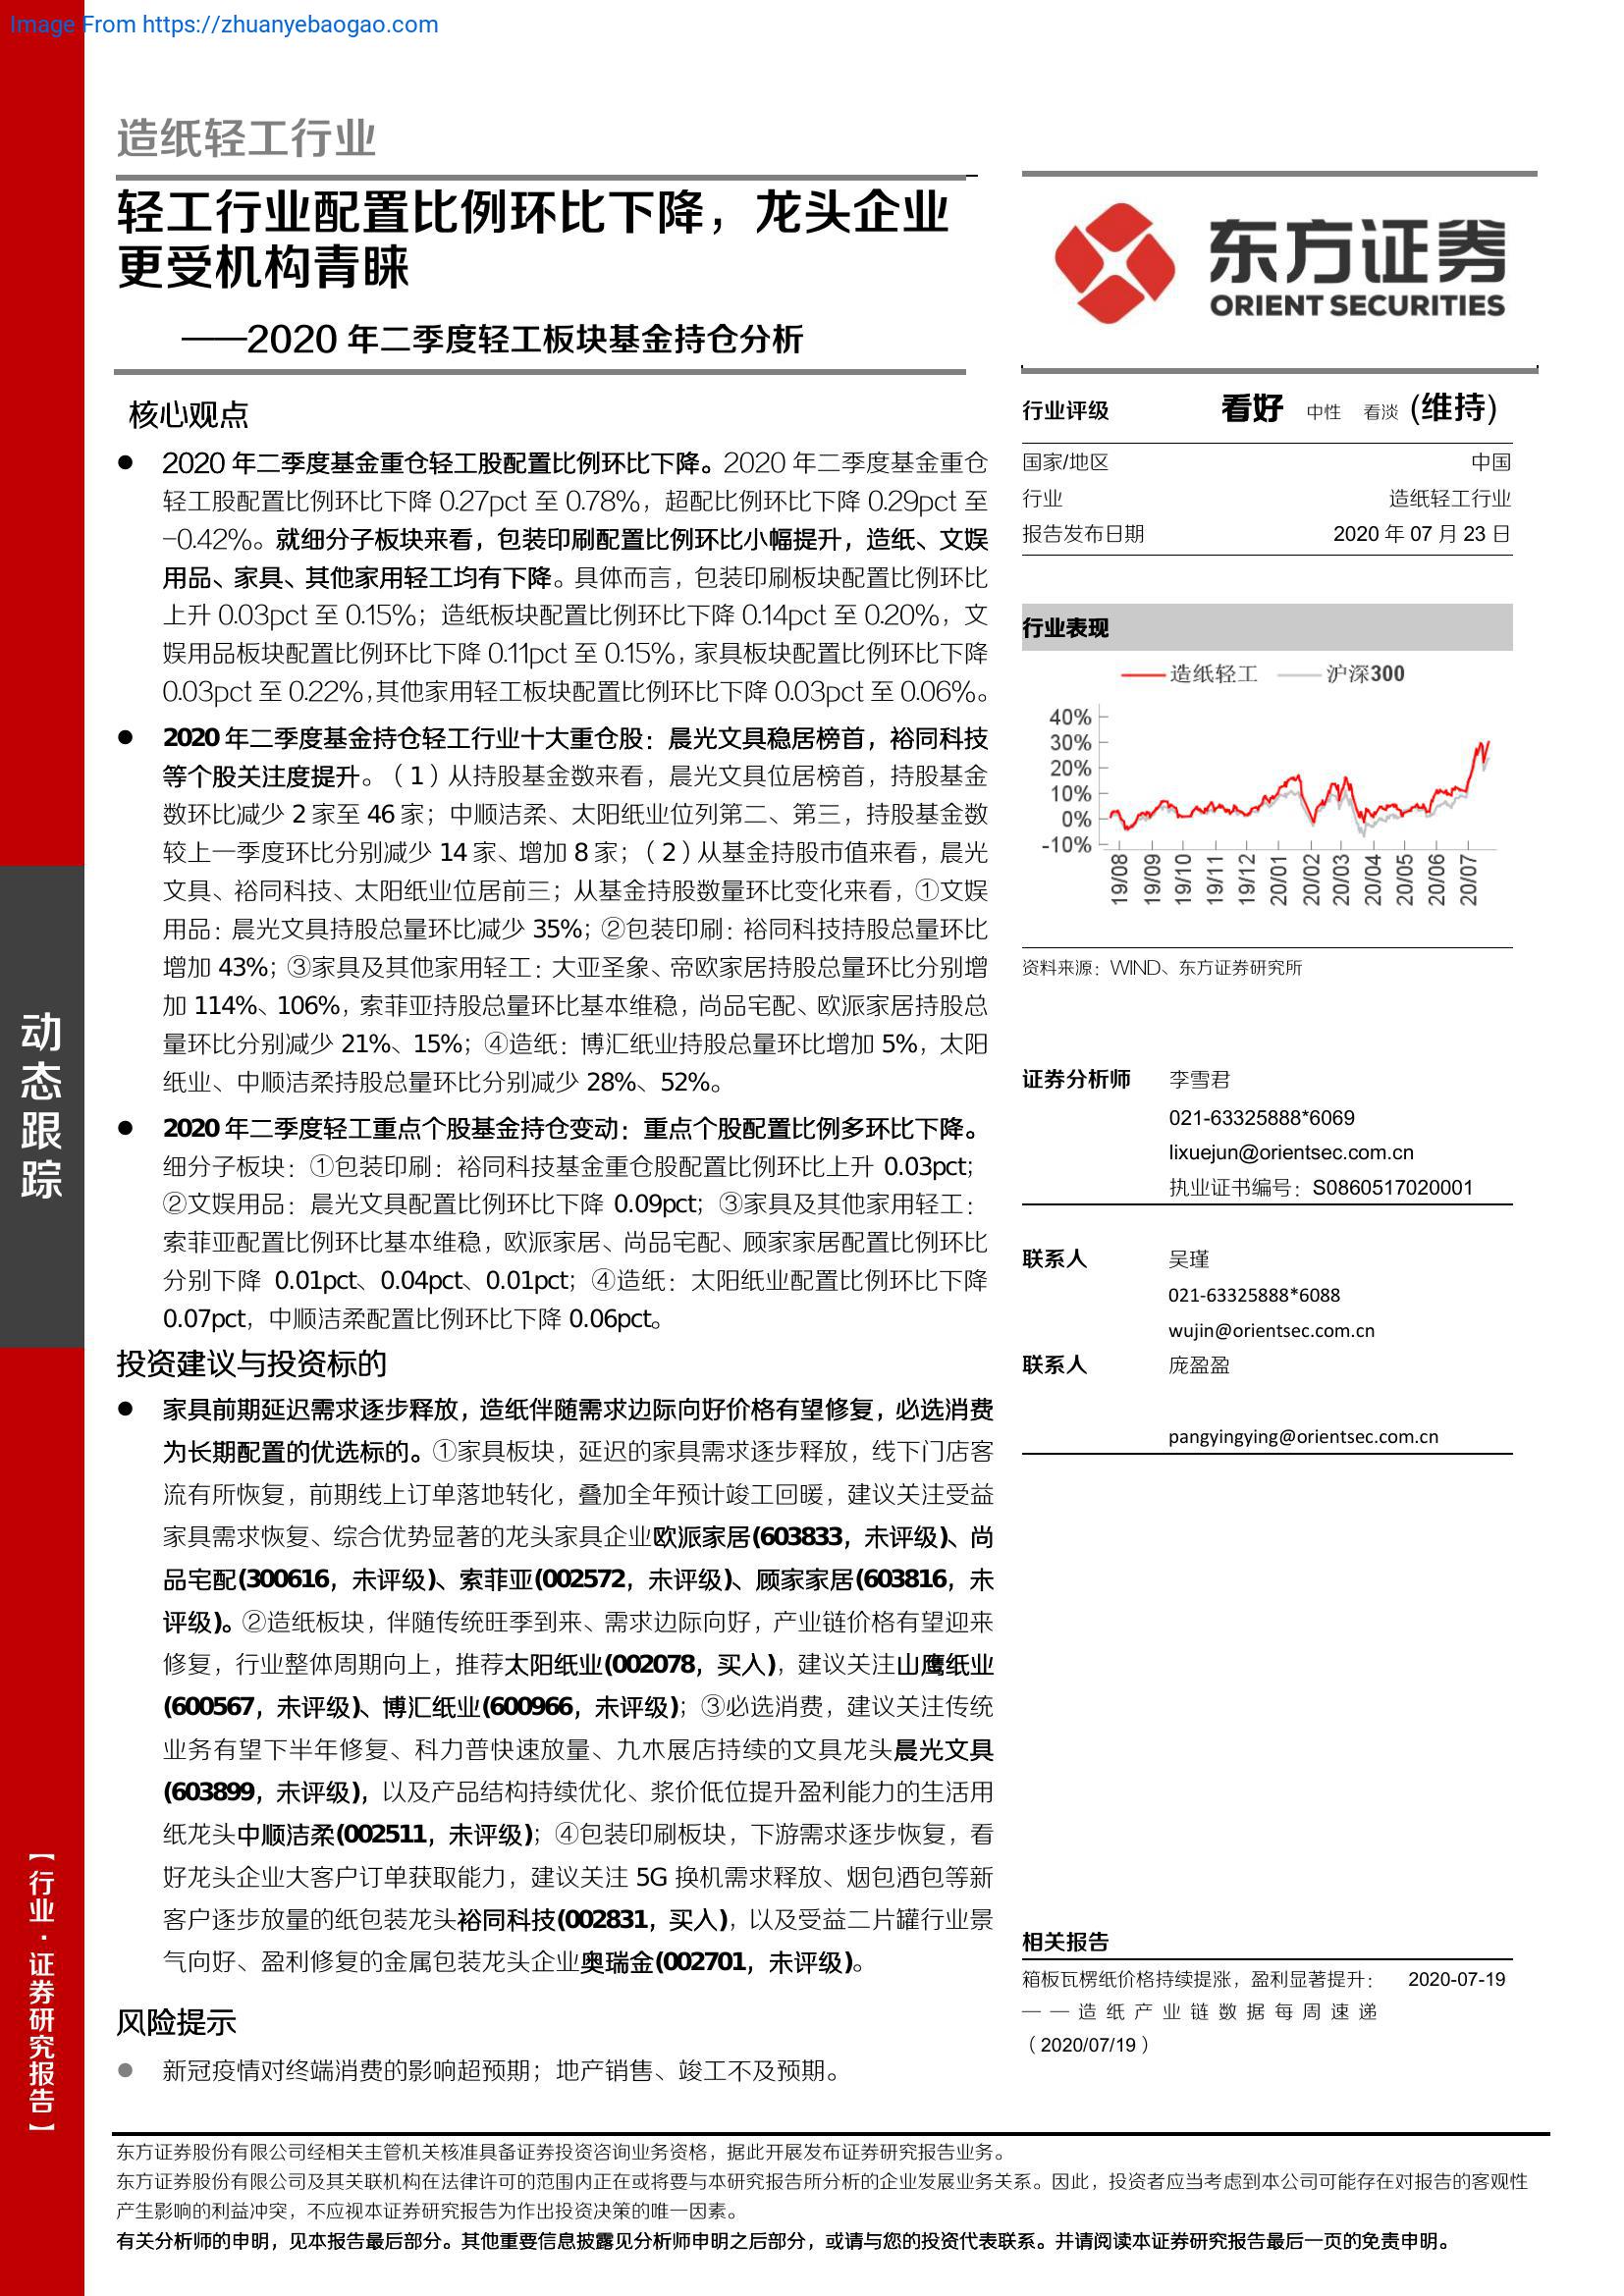 Image From https://zhuanyebaogao.com
造纸轻工行业
轻工行业配置比例环比下降，龙头企业
更受机构青睐
——2020 年二季度轻工板块基金持仓分析
核心观点
● 2020 年二季度基金重仓轻工股配置比例环比下降。2020 年二季度基金重仓
轻工股配置比例环比下降 0.27pct 至 0.78%，超配比例环比下降 0.29pct 至
-0.42%。就细分子板块来看，包装印刷配置比例环比小幅提升，造纸、文娱
用品、家具、其他家用轻工均有下降。具体而言，包装印刷板块配置比例环比
上升 0.03pct 至 0.15%；造纸板块配置比例环比下降 0.14pct 至 0.20%，文
娱用品板块配置比例环比下降 0.11pct 至 0.15%，家具板块配置比例环比下降
0.03pct 至 0.22%，其他家用轻工板块配置比例环比下降 0.03pct 至 0.06%。
● 2020 年二季度基金持仓轻工行业十大重仓股：晨光文具稳居榜首，裕同科技
等个股关注度提升。（1）从持股基金数来看，晨光文具位居榜首，持股基金
数环比减少 2 家至 46 家；中顺洁柔、太阳纸业位列第二、第三，持股基金数
较上一季度环比分别减少 14 家、增加 8 家；（2）从基金持股市值来看，晨光
文具、裕同科技、太阳纸业位居前三；从基金持股数量环比变化来看，①文娱
用品：晨光文具持股总量环比减少 35%；②包装印刷：裕同科技持股总量环比
增加 43%；③家具及其他家用轻工：大亚圣象、帝欧家居持股总量环比分别增
加 114%、106%，索菲亚持股总量环比基本维稳，尚品宅配、欧派家居持股总
量环比分别减少 21%、15%；④造纸：博汇纸业持股总量环比增加 5%，太阳
纸业、中顺洁柔持股总量环比分别减少 28%、52%。
● 2020 年二季度轻工重点个股基金持仓变动：重点个股配置比例多环比下降。
细分子板块：①包装印刷：裕同科技基金重仓股配置比例环比上升 0.03pct；
②文娱用品：晨光文具配置比例环比下降 0.09pct；③家具及其他家用轻工：
索菲亚配置比例环比基本维稳，欧派家居、尚品宅配、顾家家居配置比例环比
分别下降 0.01pct、0.04pct、0.01pct；④造纸：太阳纸业配置比例环比下降
0.07pct，中顺洁柔配置比例环比下降 0.06pct。
投资建议与投资标的
● 家具前期延迟需求逐步释放，造纸伴随需求边际向好价格有望修复，必选消费
为长期配置的优选标的。①家具板块，延迟的家具需求逐步释放，线下门店客
流有所恢复，前期线上订单落地转化，叠加全年预计竣工回暖，建议关注受益
家具需求恢复、综合优势显著的龙头家具企业欧派家居(603833，未评级)、尚
品宅配(300616，未评级)、索菲亚(002572，未评级)、顾家家居(603816，未
评级)。②造纸板块，伴随传统旺季到来、需求边际向好，产业链价格有望迎来
修复，行业整体周期向上，推荐太阳纸业(002078，买入)，建议关注山鹰纸业
(600567，未评级)、博汇纸业(600966，未评级)；③必选消费，建议关注传统
业务有望下半年修复、科力普快速放量、九木展店持续的文具龙头晨光文具
(603899，未评级)，以及产品结构持续优化、浆价低位提升盈利能力的生活用
纸龙头中顺洁柔(002511，未评级)；④包装印刷板块，下游需求逐步恢复，看
好龙头企业大客户订单获取能力，建议关注 5G 换机需求释放、烟包酒包等新
客户逐步放量的纸包装龙头裕同科技(002831，买入)，以及受益二片罐行业景
气向好、盈利修复的金属包装龙头企业奥瑞金(002701，未评级)。
风险提示
● 新冠疫情对终端消费的影响超预期；地产销售、竣工不及预期。
东方证券
ORIENT SECURITIES
行业评级 看好 中性 看淡 (维持)
国家/地区 中国
行业 造纸轻工行业
报告发布日期 2020 年 07 月 23 日
行业表现
造纸轻工 沪深300
40%
30%
20%
10%
0%
-10%
19/08 19/09 19/10 19/11 19/12 20/01 20/02 20/03 20/04 20/05 20/06 20/07
资料来源：WIND、东方证券研究所
证券分析师 李雪君
021-63325888*6069
lixuejun@orientsec.com.cn
执业证书编号：S0860517020001
联系人 吴瑾
021-63325888*6088
wujin@orientsec.com.cn
联系人 庞盈盈
pangyingying@orientsec.com.cn
相关报告
箱板瓦楞纸价格持续提涨，盈利显著提升： 2020-07-19
——造纸产业链数据每周速递
（2020/07/19）
动态跟踪
【行业·证券研究报告】
东方证券股份有限公司经相关主管机关核准具备证券投资咨询业务资格，据此开展发布证券研究报告业务。
东方证券股份有限公司及其关联机构在法律许可的范围内正在或将要与本研究报告所分析的企业发展业务关系。因此，投资者应当考虑到本公司可能存在对报告的客观性
产生影响的利益冲突，不应视本证券研究报告为作出投资决策的唯一因素。
有关分析师的申明，见本报告最后部分。其他重要信息披露见分析师申明之后部分，或请与您的投资代表联系。并请阅读本证券研究报告最后一页的免责申明。